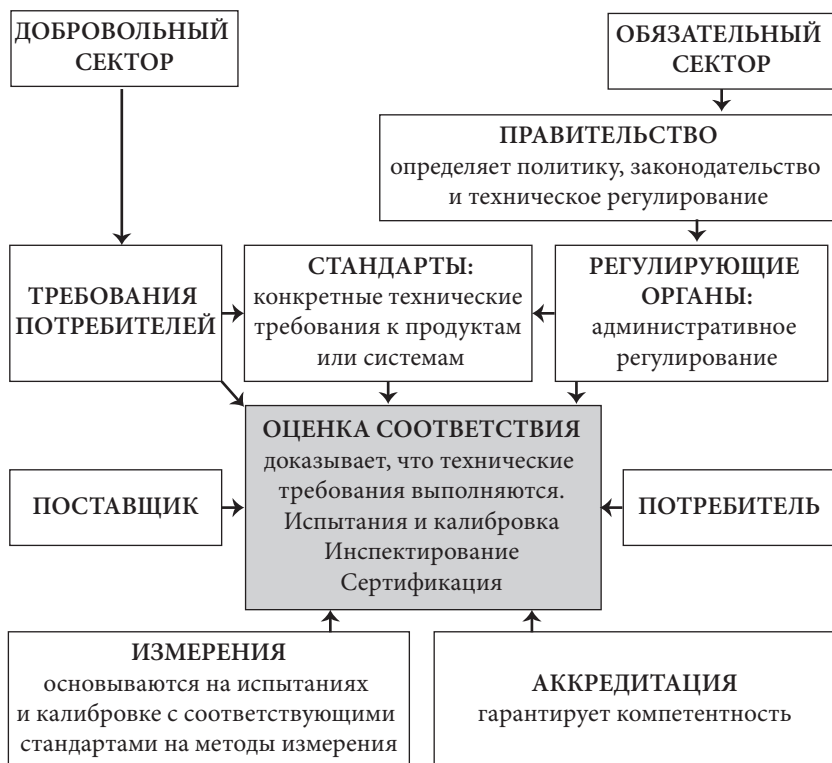 ДОБРОВОЛЬНЫЙ
СЕКТОР
ОБЯЗАТЕЛЬНЫЙ
СЕКТОР
ПРАВИТЕЛЬСТВО
определяет политику, законодательство
и техническое регулирование
ТРЕБОВАНИЯ
ПОТРЕБИТЕЛЕЙ
СТАНДАРТЫ:
конкретные технические
требования к продуктам
или системам
РЕГУЛИРУЮЩИЕ
ОРГАНЫ:
административное
регулирование
ОЦЕНКА СООТВЕТСТВИЯ
доказывает, что технические
требования выполняются.
Испытания и калибровка
Инспектирование
Сертификация
ПОСТАВЩИК
ПОТРЕБИТЕЛЬ
ИЗМЕРЕНИЯ
основываются на испытаниях
и калибровке с соответствующими
стандартами на методы измерения
АККРЕДИТАЦИЯ
гарантирует компетентность